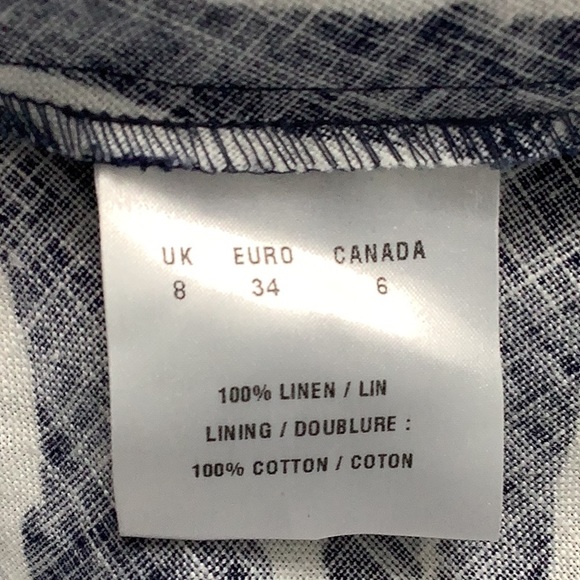 UK EURO CANADA
8 34 6
100% LINEN / LIN
LINING / DOUBLURE :
100% COTTON / COTON